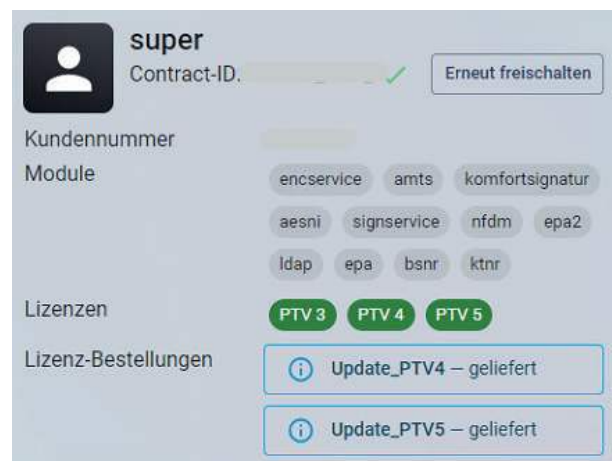 super
Contract-ID.
Erneut freischalten
Kundennummer
Module
encservice amts komfortsignatur
aesni signservice nfdm epa2
ldap epa bsnr ktnr
Lizenzen
PTV 3 PTV 4 PTV 5
Lizenz-Bestellungen
Update_PTV4 – geliefert
Update_PTV5 – geliefert